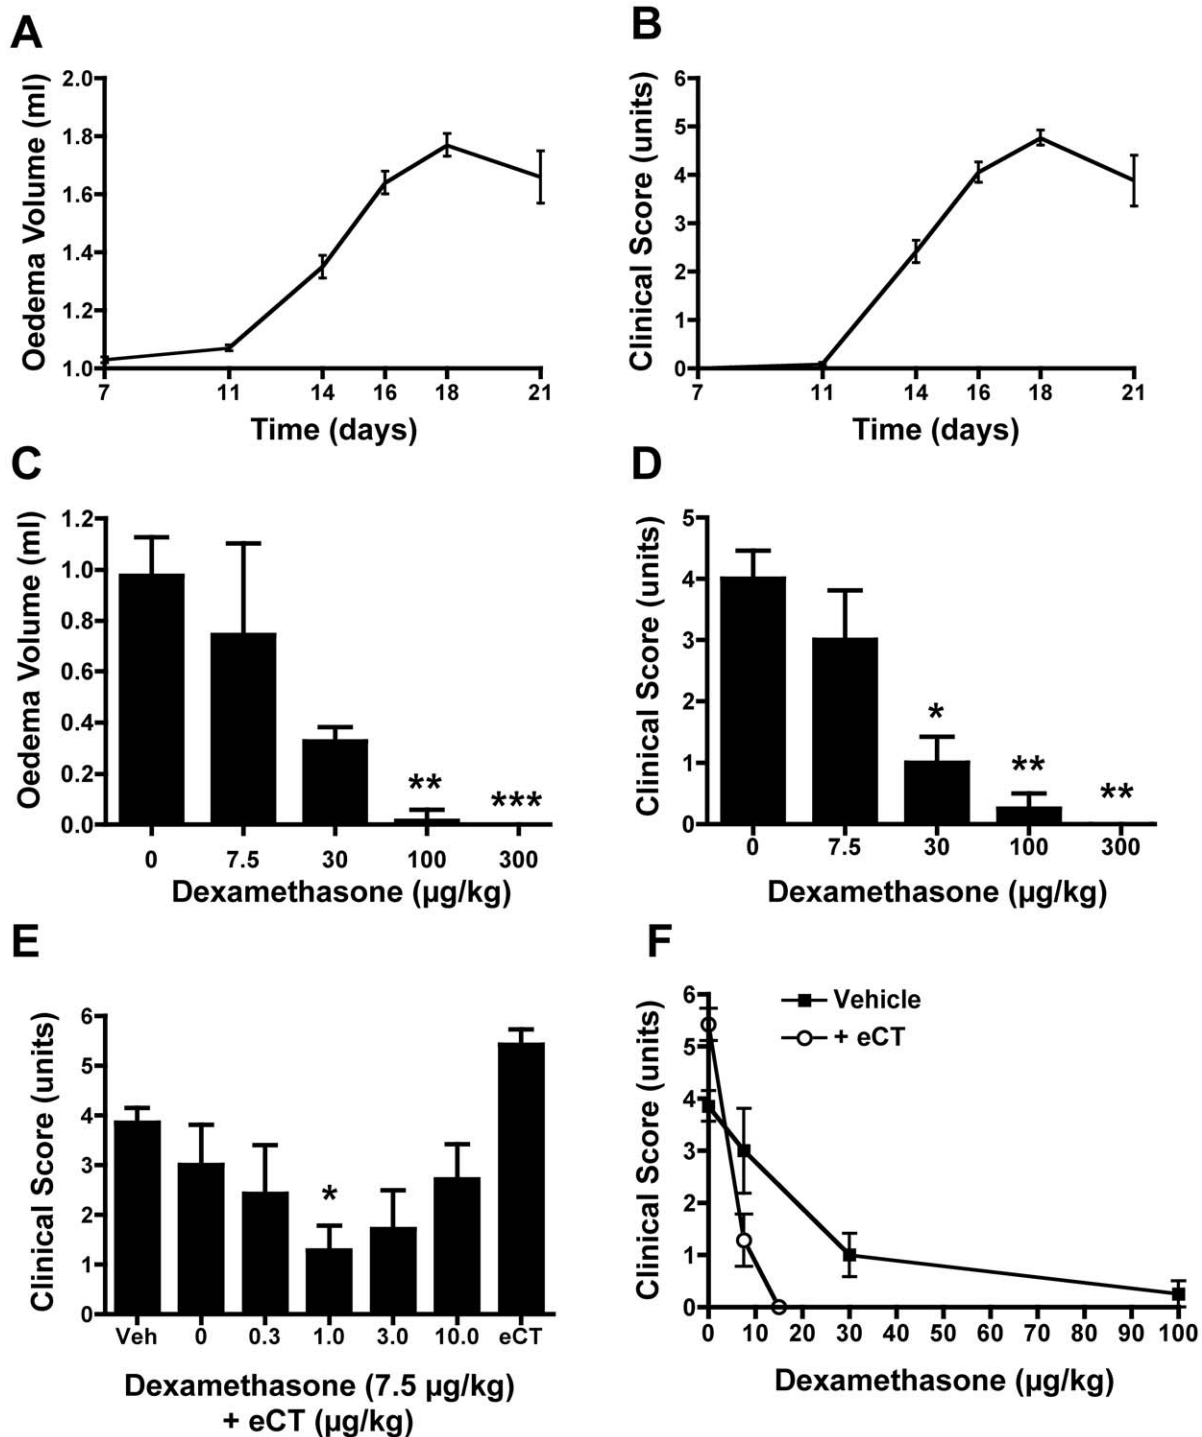 A
Oedema Volume (ml)
2.0
1.8
1.6
1.4
1.2
1.0
7 11 14 16 18 21
Time (days)
B
Clinical Score (units)
6
5
4
3
2
1
0
7 11 14 16 18 21
Time (days)
C
Oedema Volume (ml)
1.2
1.0
0.8
0.6
0.4
0.2
0.0
**
***
0 7.5 30 100 300
Dexamethasone (µg/kg)
D
Clinical Score (units)
5
4
3
2
1
0
*
**
**
0 7.5 30 100 300
Dexamethasone (µg/kg)
E
Clinical Score (units)
6
5
4
3
2
1
0
*
Veh 0 0.3 1.0 3.0 10.0 eCT
Dexamethasone (7.5 µg/kg)
+ eCT (µg/kg)
F
Clinical Score (units)
6
5
4
3
2
1
0
Vehicle
+ eCT
0 10 20 30 40 50 60 70 80 90 100
Dexamethasone (µg/kg)